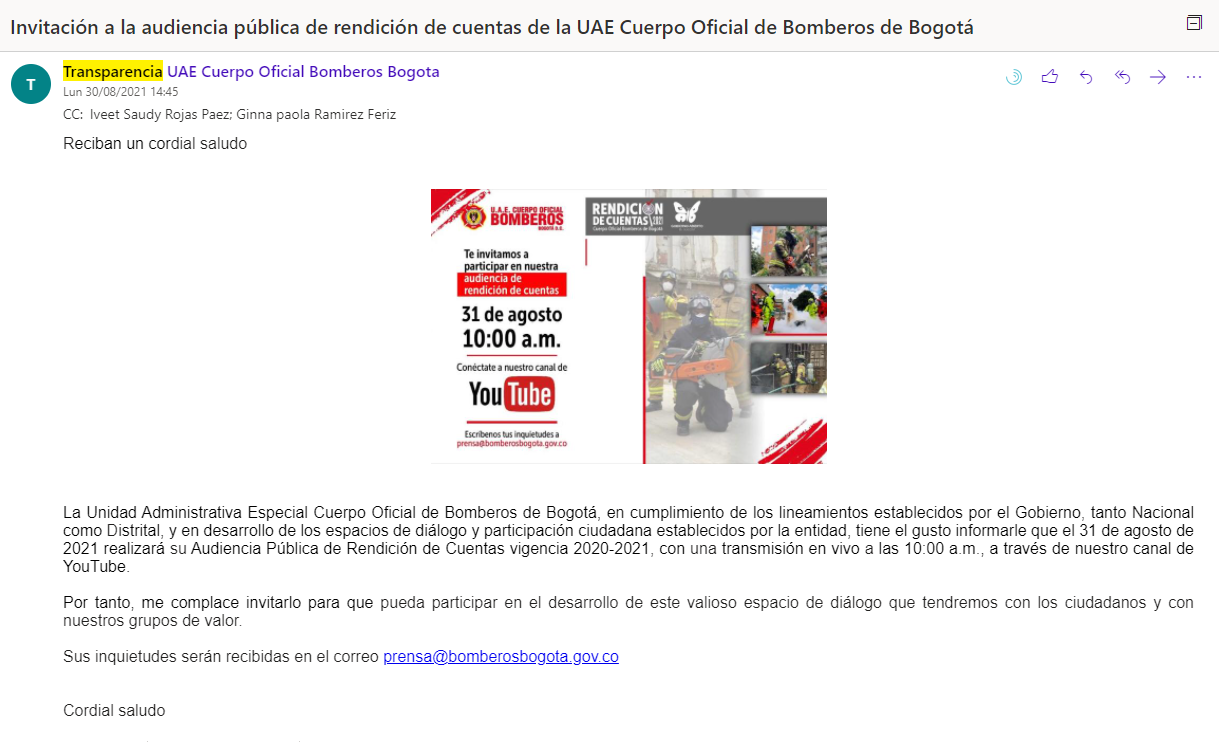 Invitación a la audiencia pública de rendición de cuentas de la UAE Cuerpo Oficial de Bomberos de Bogotá
T
Transparencia UAE Cuerpo Oficial Bomberos Bogota
Lun 30/08/2021 14:45
CC: Iveet Saudy Rojas Paez; Ginna paola Ramirez Feriz
Reciban un cordial saludo
U.A.E. CUERPO OFICIAL
BOMBEROS
BOGOTÁ D.C.
RENDICIÓN
DE CUENTAS 2021
Cuerpo Oficial de Bomberos de Bogotá
Te invitamos a
participar en nuestra
audiencia de
rendición de cuentas
31 de agosto
10:00 a.m.
Conéctate a nuestro canal de
YouTube
Escríbenos tus inquietudes a
prensa@bomberosbogota.gov.co
La Unidad Administrativa Especial Cuerpo Oficial de Bomberos de Bogotá, en cumplimiento de los lineamientos establecidos por el Gobierno, tanto Nacional
como Distrital, y en desarrollo de los espacios de diálogo y participación ciudadana establecidos por la entidad, tiene el gusto informarle que el 31 de agosto de
2021 realizará su Audiencia Pública de Rendición de Cuentas vigencia 2020-2021, con una transmisión en vivo a las 10:00 a.m., a través de nuestro canal de
YouTube.
Por tanto, me complace invitarlo para que pueda participar en el desarrollo de este valioso espacio de diálogo que tendremos con los ciudadanos y con
nuestros grupos de valor.
Sus inquietudes serán recibidas en el correo prensa@bomberosbogota.gov.co
Cordial saludo